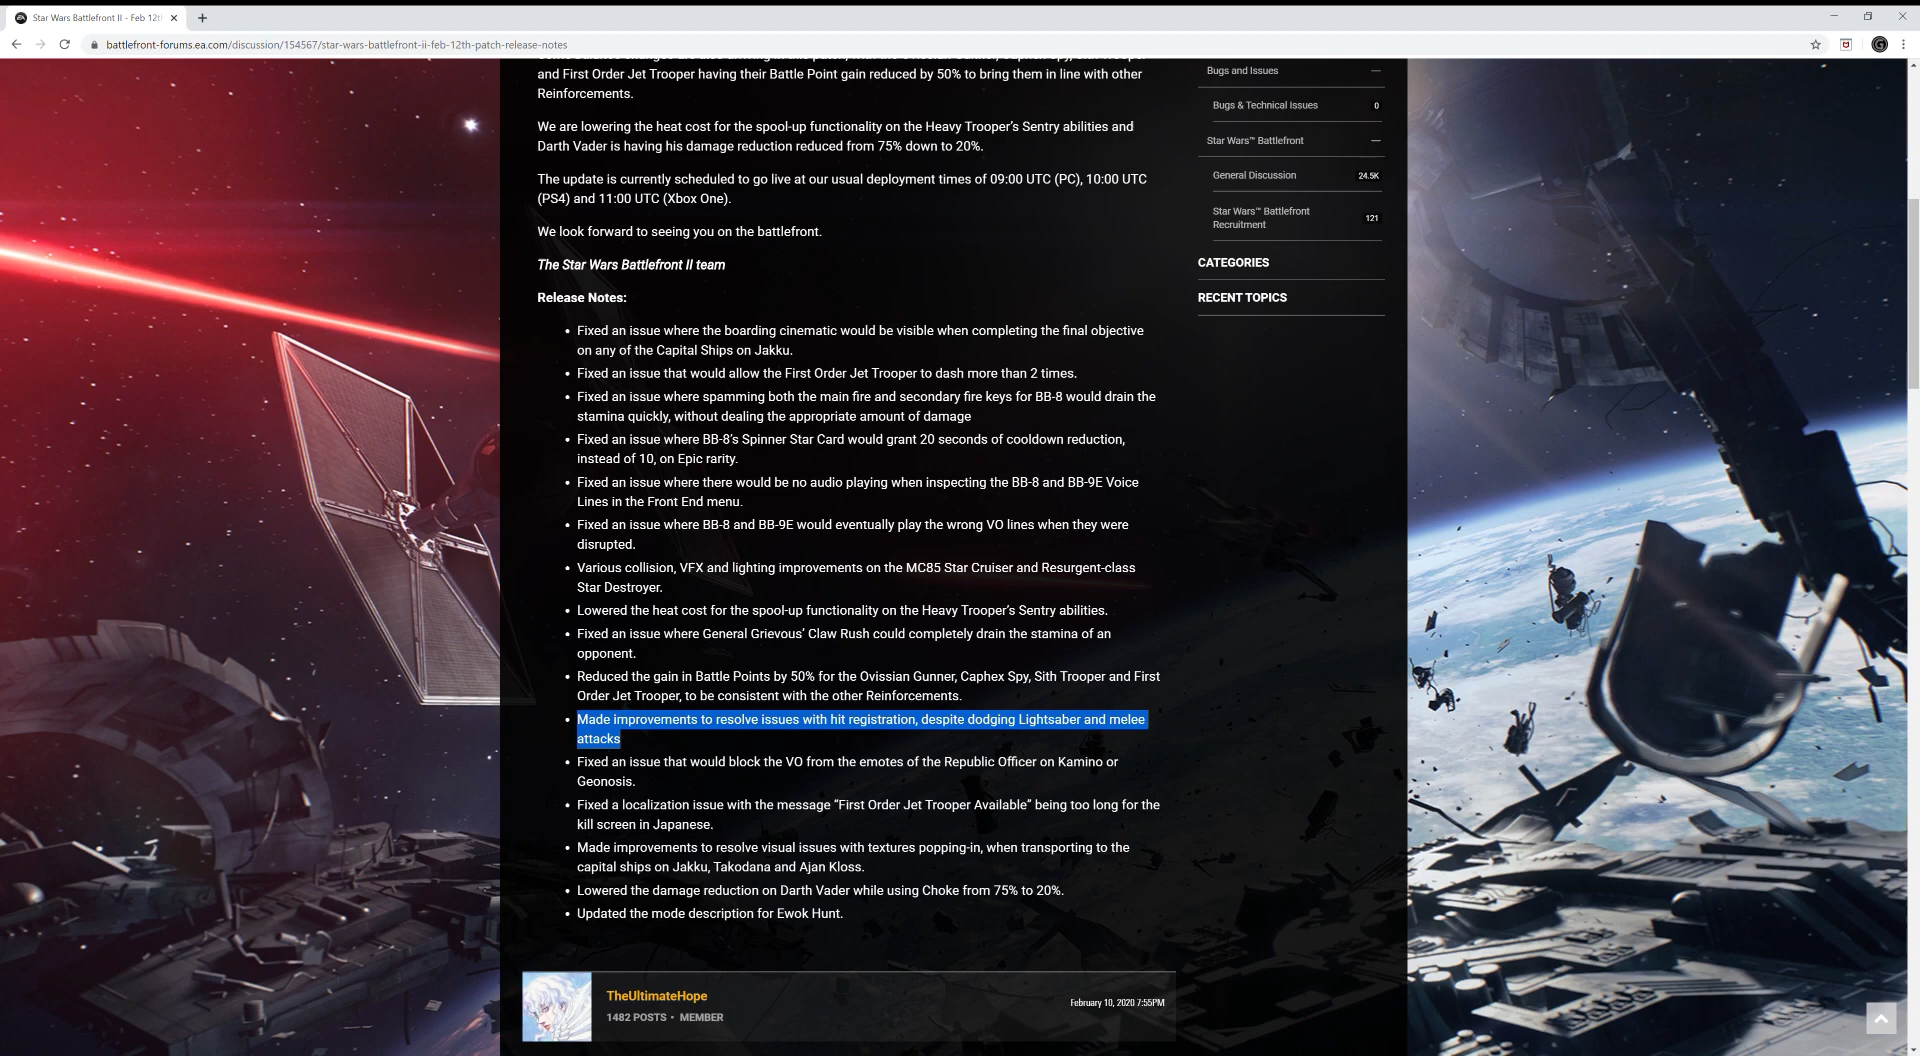 Star Wars Battlefront II - Feb 12t
battlefront-forums.ea.com/discussion/154567/star-wars-battlefront-ii-feb-12th-patch-release-notes
and First Order Jet Trooper having their Battle Point gain reduced by 50% to bring them in line with other
Reinforcements.
We are lowering the heat cost for the spool-up functionality on the Heavy Trooper's Sentry abilities and
Darth Vader is having his damage reduction reduced from 75% down to 20%.
The update is currently scheduled to go live at our usual deployment times of 09:00 UTC (PC), 10:00 UTC
(PS4) and 11:00 UTC (Xbox One).
We look forward to seeing you on the battlefront.
The Star Wars Battlefront II team
Release Notes:
• Fixed an issue where the boarding cinematic would be visible when completing the final objective
on any of the Capital Ships on Jakku.
• Fixed an issue that would allow the First Order Jet Trooper to dash more than 2 times.
• Fixed an issue where spamming both the main fire and secondary fire keys for BB-8 would drain the
stamina quickly, without dealing the appropriate amount of damage
• Fixed an issue where BB-8's Spinner Star Card would grant 20 seconds of cooldown reduction,
instead of 10, on Epic rarity.
• Fixed an issue where there would be no audio playing when inspecting the BB-8 and BB-9E Voice
Lines in the Front End menu.
• Fixed an issue where BB-8 and BB-9E would eventually play the wrong VO lines when they were
disrupted.
• Various collision, VFX and lighting improvements on the MC85 Star Cruiser and Resurgent-class
Star Destroyer.
• Lowered the heat cost for the spool-up functionality on the Heavy Trooper's Sentry abilities.
• Fixed an issue where General Grievous' Claw Rush could completely drain the stamina of an
opponent.
• Reduced the gain in Battle Points by 50% for the Ovissian Gunner, Caphex Spy, Sith Trooper and First
Order Jet Trooper, to be consistent with the other Reinforcements.
• Made improvements to resolve issues with hit registration, despite dodging Lightsaber and melee
attacks
• Fixed an issue that would block the VO from the emotes of the Republic Officer on Kamino or
Geonosis.
• Fixed a localization issue with the message “First Order Jet Trooper Available” being too long for the
kill screen in Japanese.
• Made improvements to resolve visual issues with textures popping-in, when transporting to the
capital ships on Jakku, Takodana and Ajan Kloss.
• Lowered the damage reduction on Darth Vader while using Choke from 75% to 20%.
• Updated the mode description for Ewok Hunt.
TheUltimateHope
1482 POSTS • MEMBER
February 10, 2020 7:55PM
Bugs and Issues
Bugs & Technical Issues 0
Star Wars™ Battlefront
General Discussion 24.5K
Star Wars™ Battlefront
Recruitment 121
CATEGORIES
RECENT TOPICS